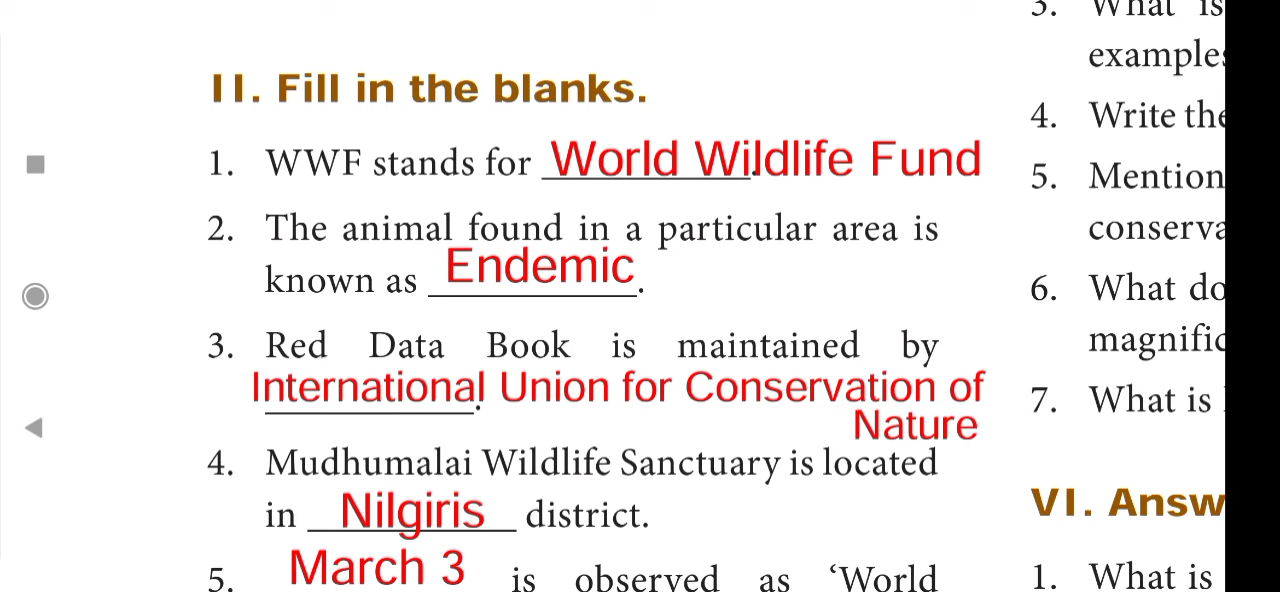 II. Fill in the blanks.
1. WWF stands for World Wildlife Fund.
2. The animal found in a particular area is
known as Endemic.
3. Red Data Book is maintained by
International Union for Conservation of
Nature
4. Mudhumalai Wildlife Sanctuary is located
in Nilgiris district.
5. March 3 is observed as ‘World
3. What is
examples
4. Write the
5. Mention
conserva
6. What do
magnific
7. What is
VI. Answ
1. What is